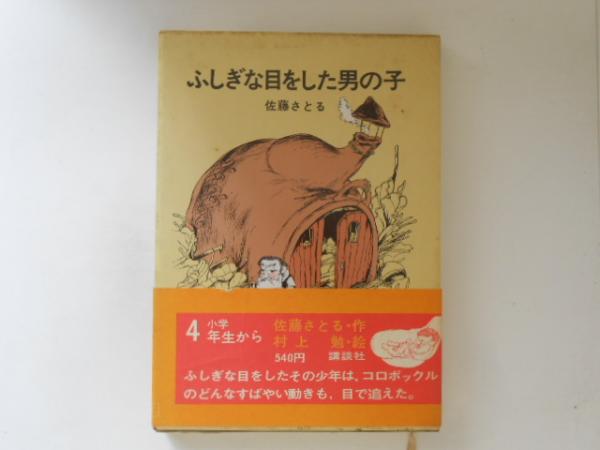 ふしぎな目をした男の子
佐藤さとる
4 小学
年生から
佐藤さとる・作
村上 勉・絵
540円 講談社
ふしぎな目をしたその少年は、コロボックル
のどんなすばやい動きも、目で追えた。